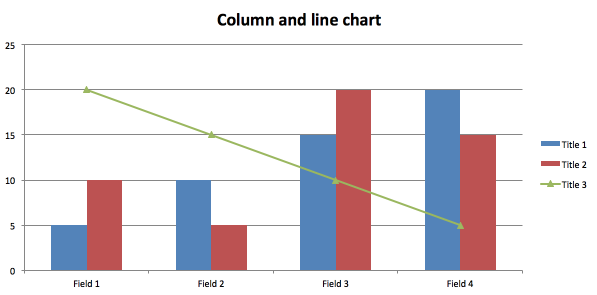 Column and line chart
25
20
15
10
5
0
Field 1 Field 2 Field 3 Field 4
Title 1
Title 2
Title 3